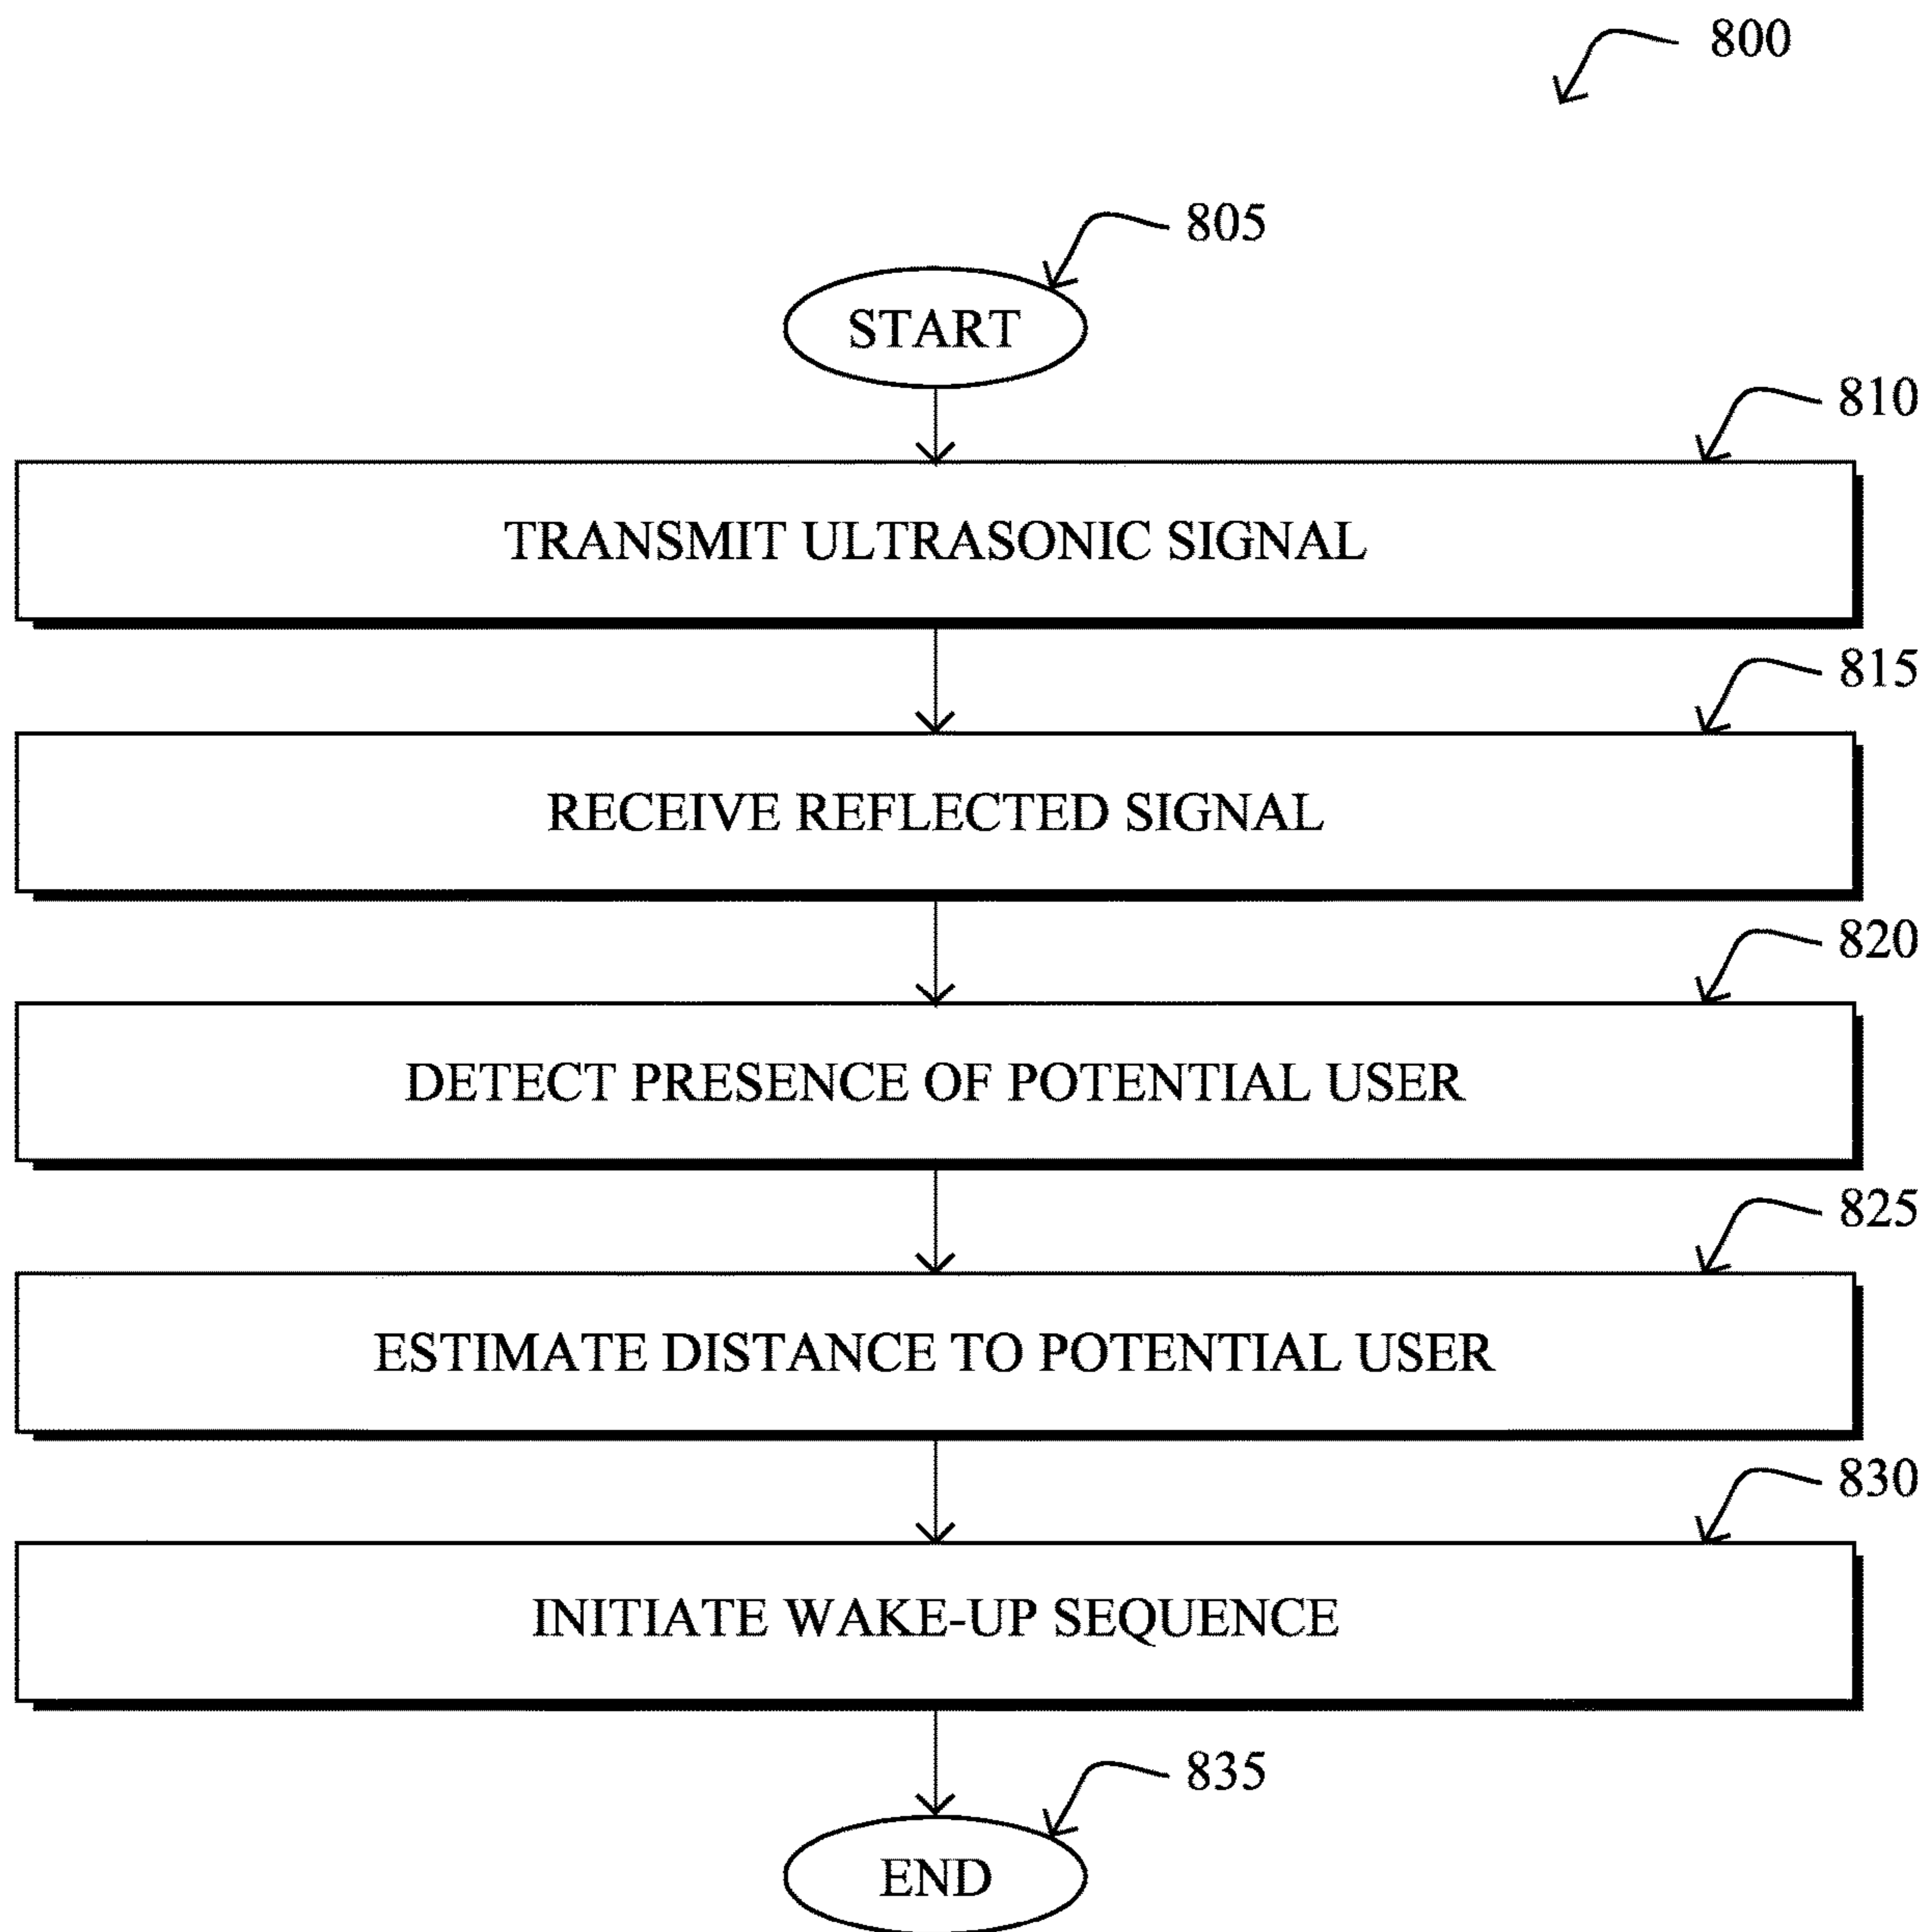 800
805
START
810
TRANSMIT ULTRASONIC SIGNAL
815
RECEIVE REFLECTED SIGNAL
820
DETECT PRESENCE OF POTENTIAL USER
825
ESTIMATE DISTANCE TO POTENTIAL USER
830
INITIATE WAKE-UP SEQUENCE
835
END